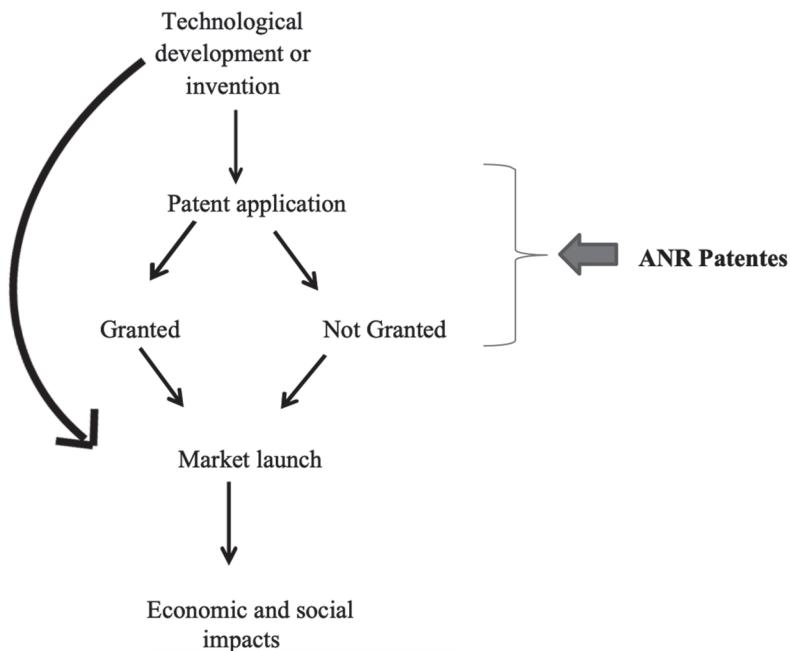 Technological
development or
invention
Patent application
ANR Patentes
Granted
Not Granted
Market launch
Economic and social
impacts